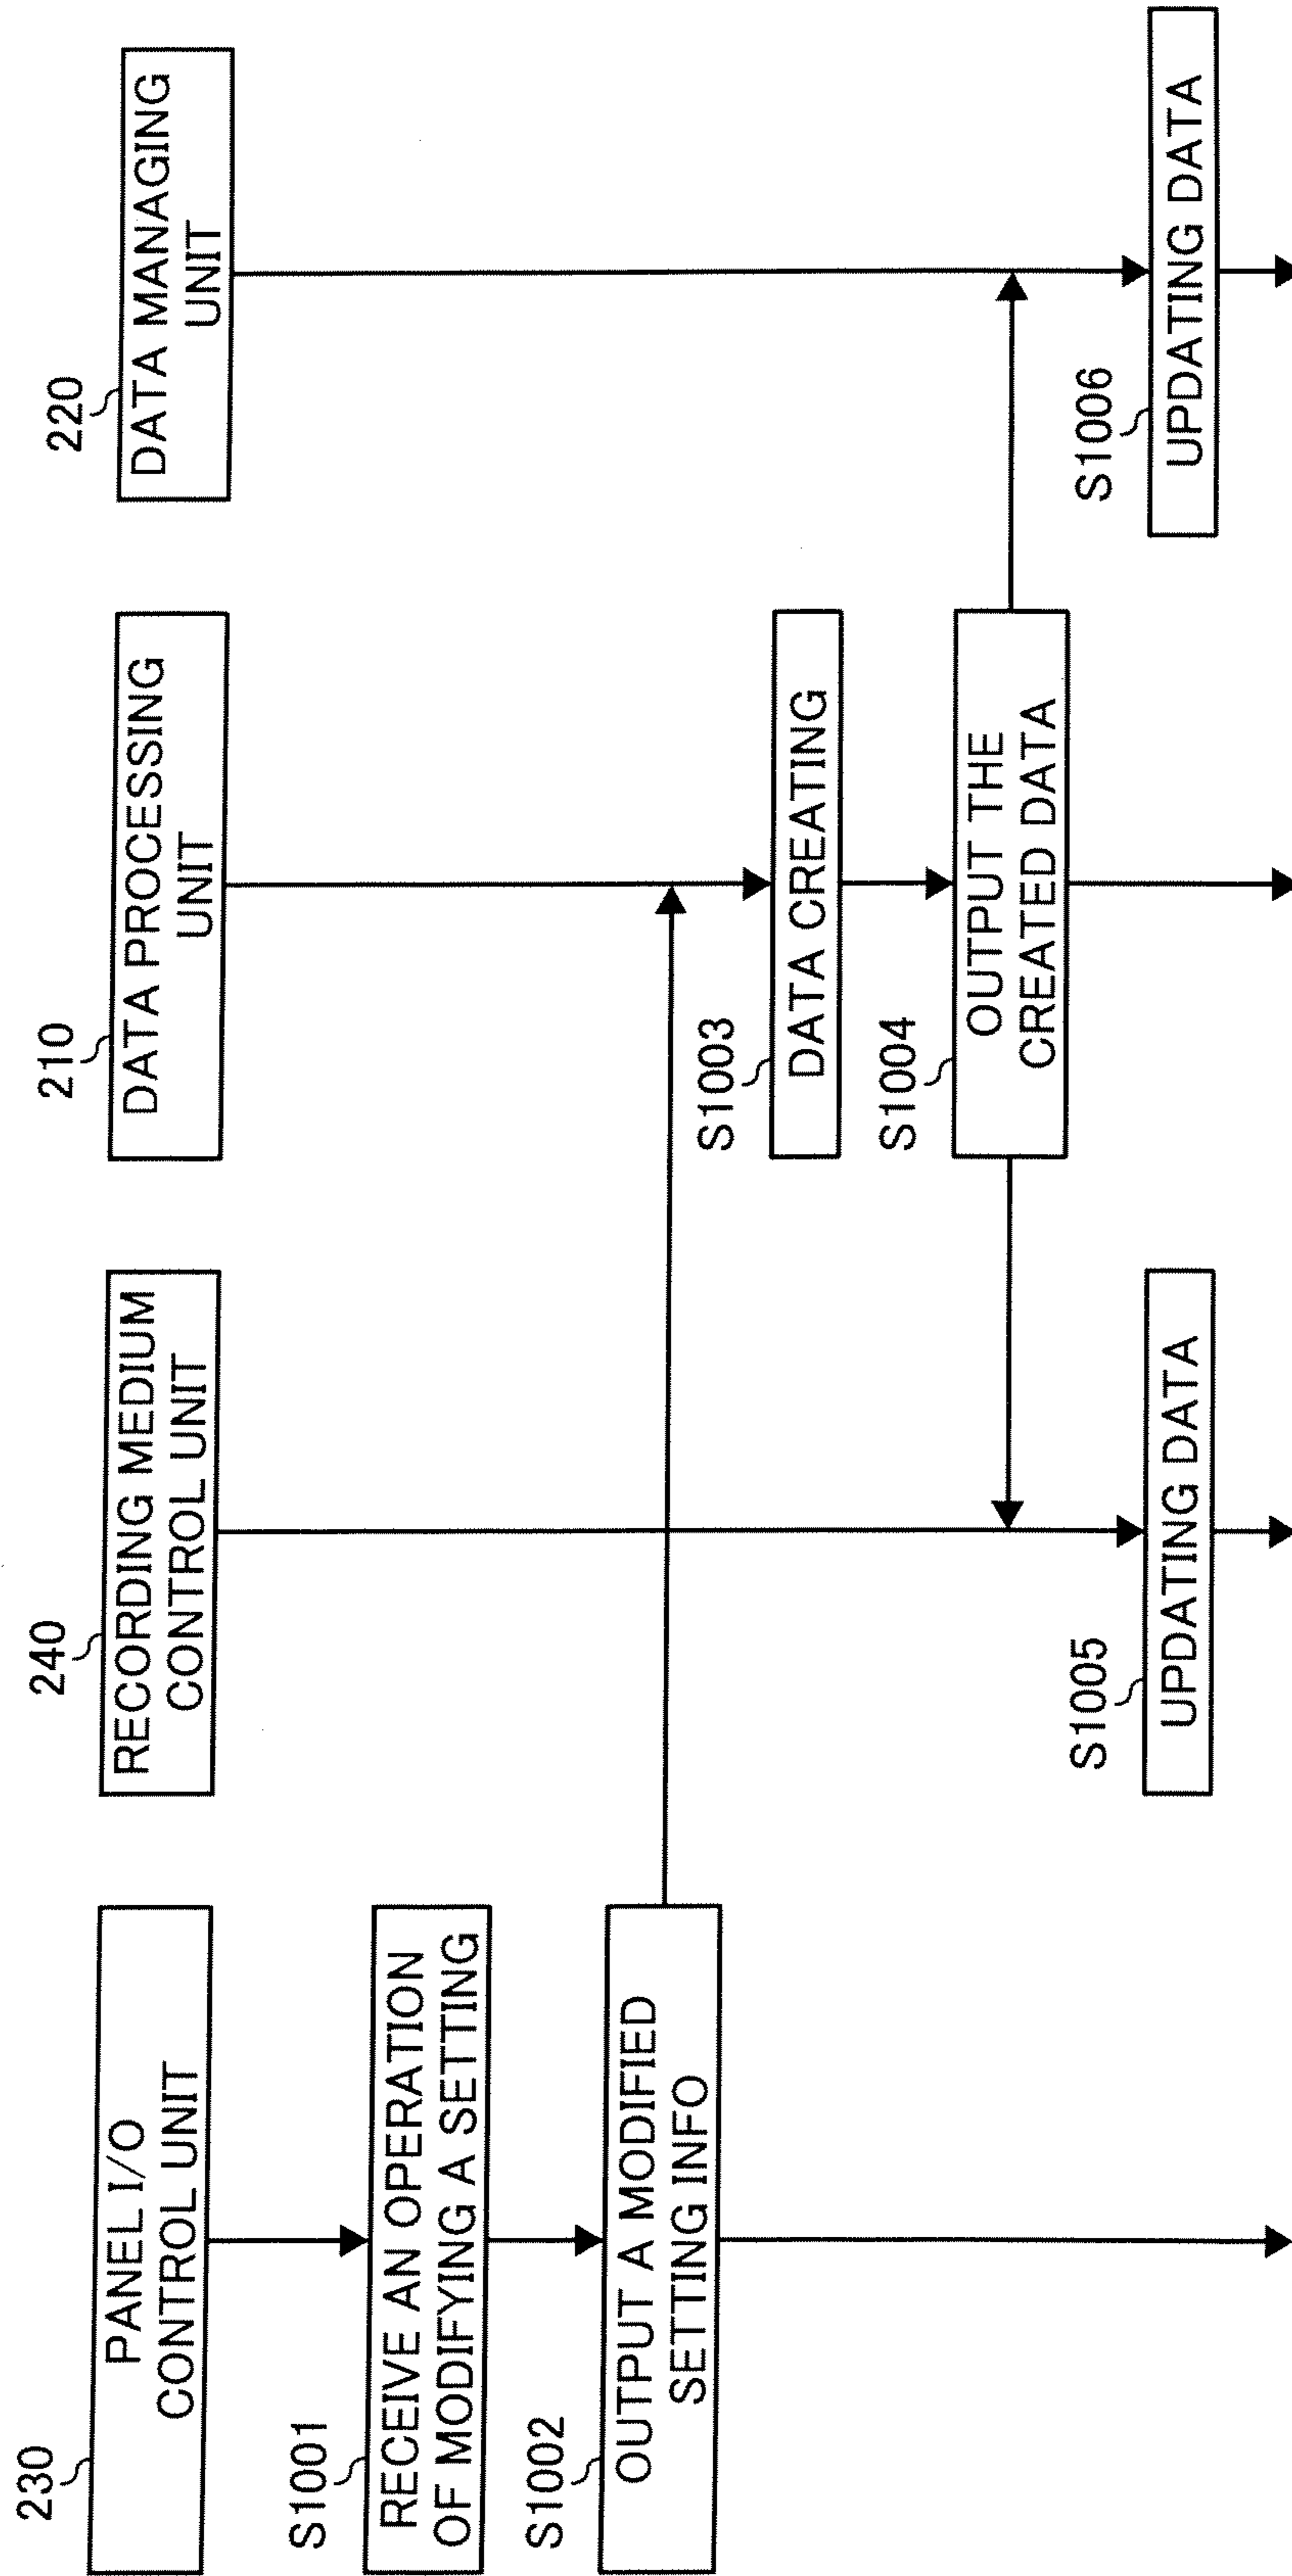 230
PANEL I/O
CONTROL UNIT
240
RECORDING MEDIUM
CONTROL UNIT
210
DATA PROCESSING
UNIT
220
DATA MANAGING
UNIT
S1001
RECEIVE AN OPERATION
OF MODIFYING A SETTING
S1002
OUTPUT A MODIFIED
SETTING INFO
S1003
DATA CREATING
S1004
OUTPUT THE
CREATED DATA
S1005
UPDATING DATA
S1006
UPDATING DATA